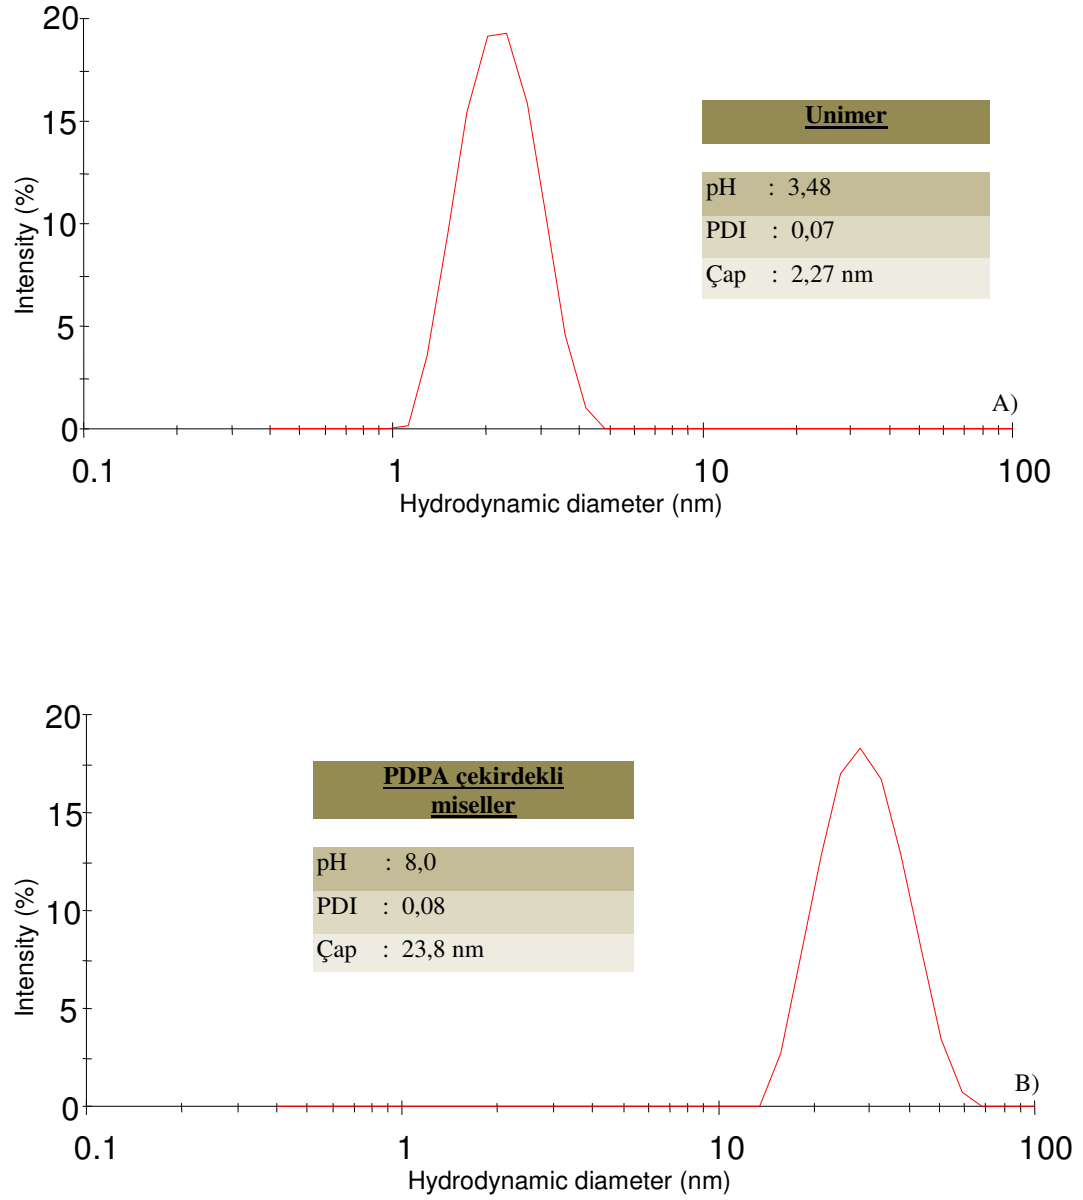 20
15
10
5
0
Intensity (%)
Unimer
pH : 3,48
PDI : 0,07
Çap : 2,27 nm
A)
0.1 1 10 100
Hydrodynamic diameter (nm)
20
15
10
5
0
Intensity (%)
PDPA çekirdekli
miseller
pH : 8,0
PDI : 0,08
Çap : 23,8 nm
B)
0.1 1 10 100
Hydrodynamic diameter (nm)